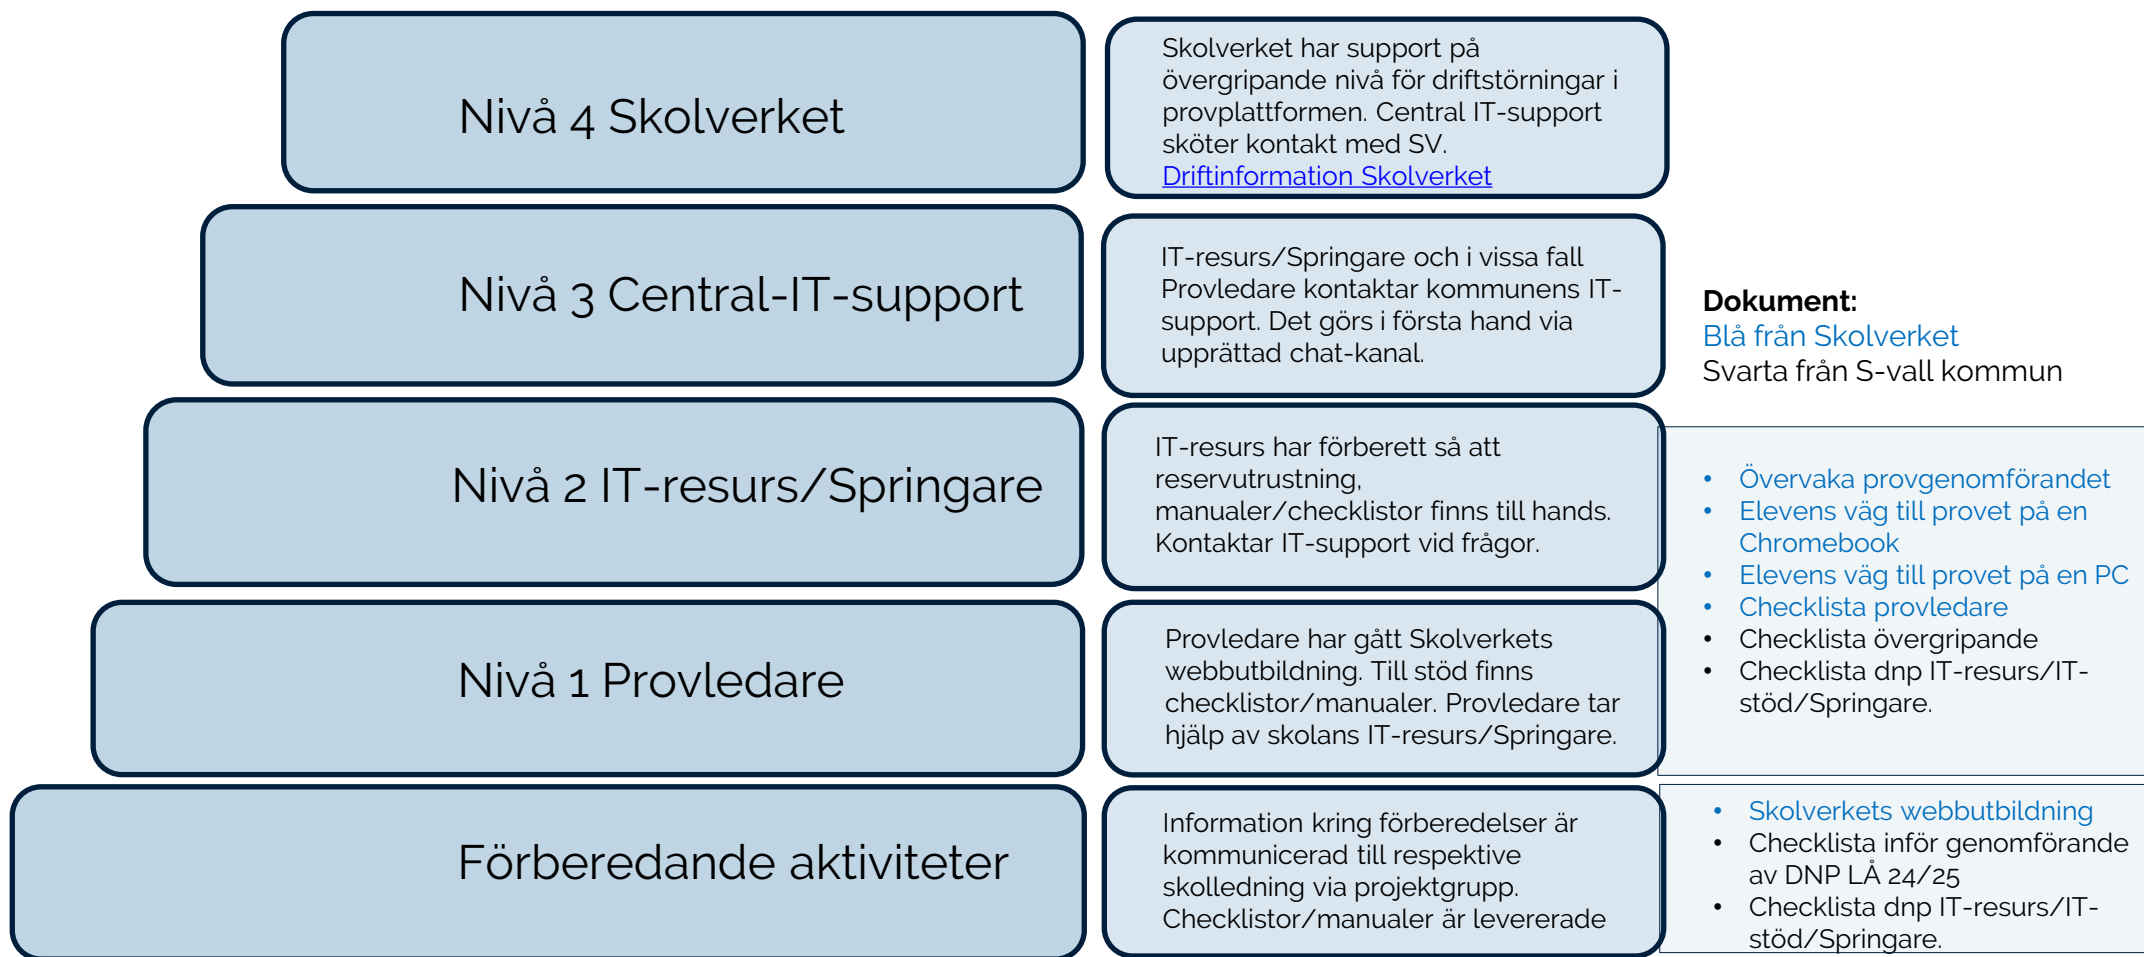 Nivå 4 Skolverket
Skolverket har support på
övergripande nivå för driftstörningar i
provplattformen. Central IT-support
sköter kontakt med SV.
Driftinformation Skolverket
Nivå 3 Central-IT-support
IT-resurs/Springare och i vissa fall
Provledare kontaktar kommunens IT-
support. Det görs i första hand via
upprättad chat-kanal.
Dokument:
Blå från Skolverket
Svarta från S-vall kommun
Nivå 2 IT-resurs/Springare
IT-resurs har förberett så att
reservutrustning,
manualer/checklistor finns till hands.
Kontaktar IT-support vid frågor.
Nivå 1 Provledare
Provledare har gått Skolverkets
webbutbildning. Till stöd finns
checklistor/manualer. Provledare tar
hjälp av skolans IT-resurs/Springare.
• Övervaka provgenomförandet
• Elevens väg till provet på en
Chromebook
• Elevens väg till provet på en PC
• Checklista provledare
• Checklista övergripande
• Checklista dnp IT-resurs/IT-
stöd/Springare.
Förberedande aktiviteter
Information kring förberedelser är
kommunicerad till respektive
skolledning via projektgrupp.
Checklistor/manualer är levererade
• Skolverkets webbutbildning
• Checklista inför genomförande
av DNP LÅ 24/25
• Checklista dnp IT-resurs/IT-
stöd/Springare.